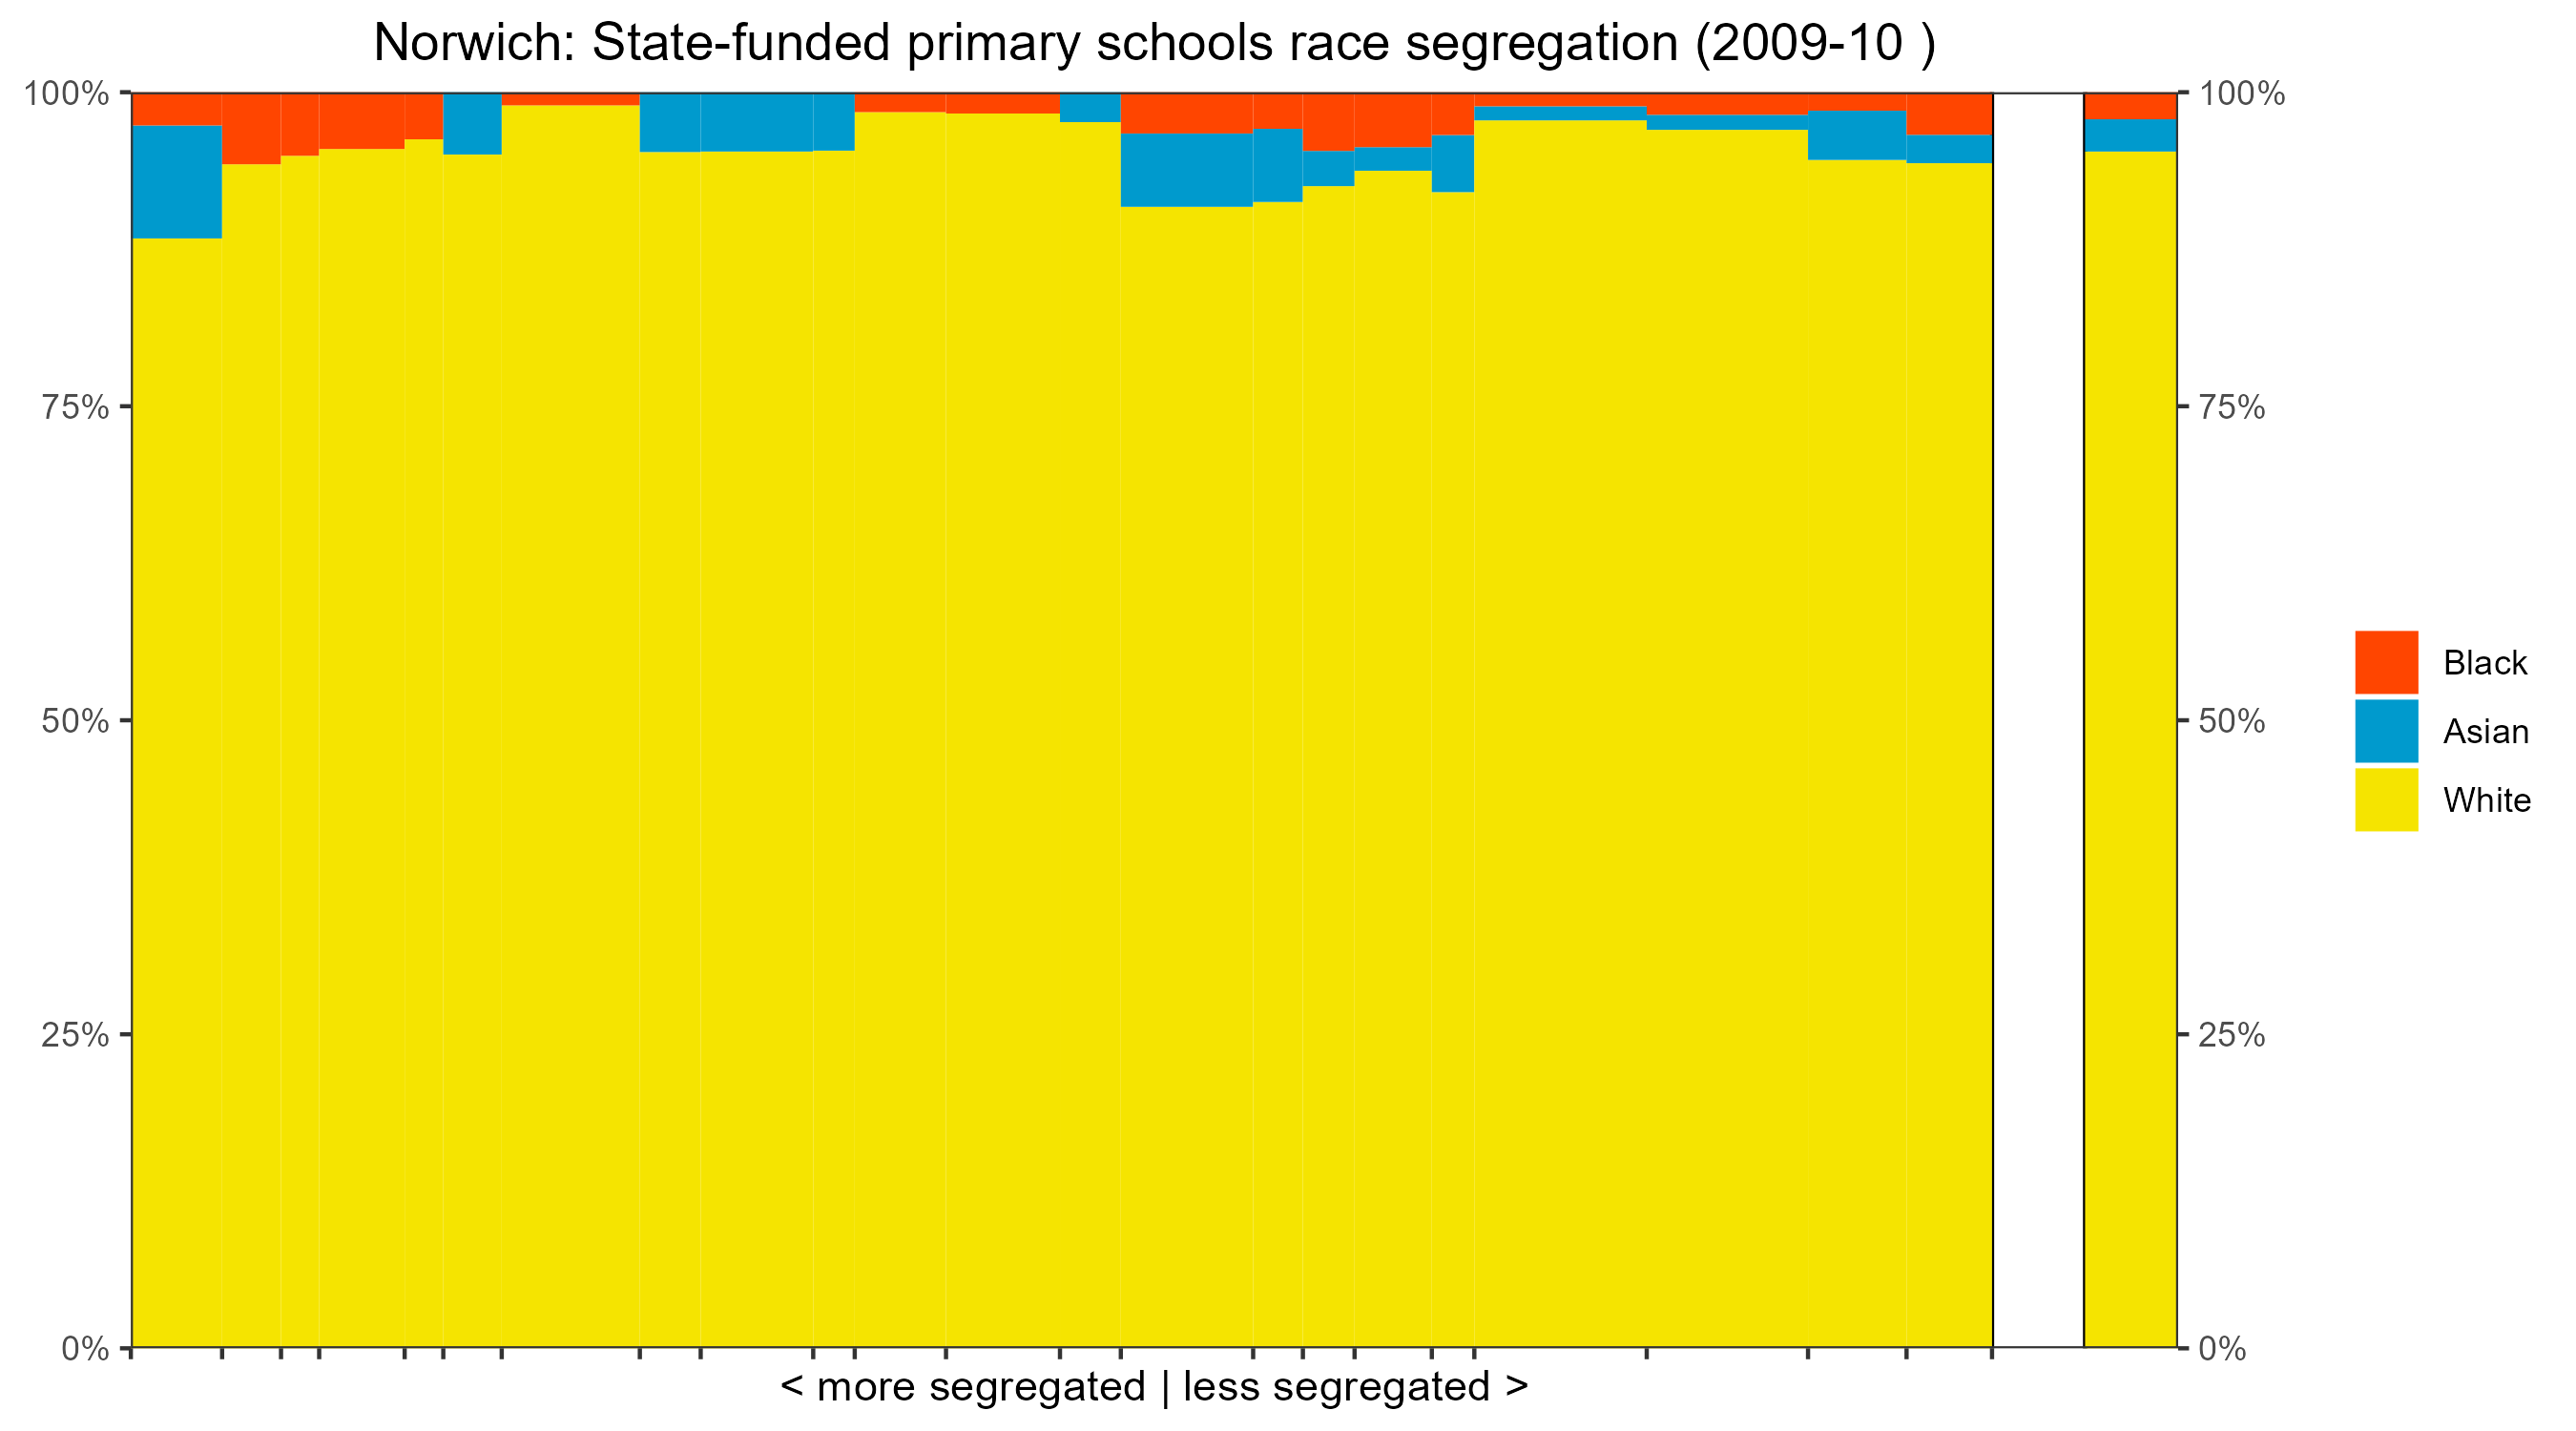 Norwich: State-funded primary schools race segregation (2009-10 )
100%
75%
50%
25%
0%
100%
75%
50%
25%
0%
Black
Asian
White
< more segregated | less segregated >